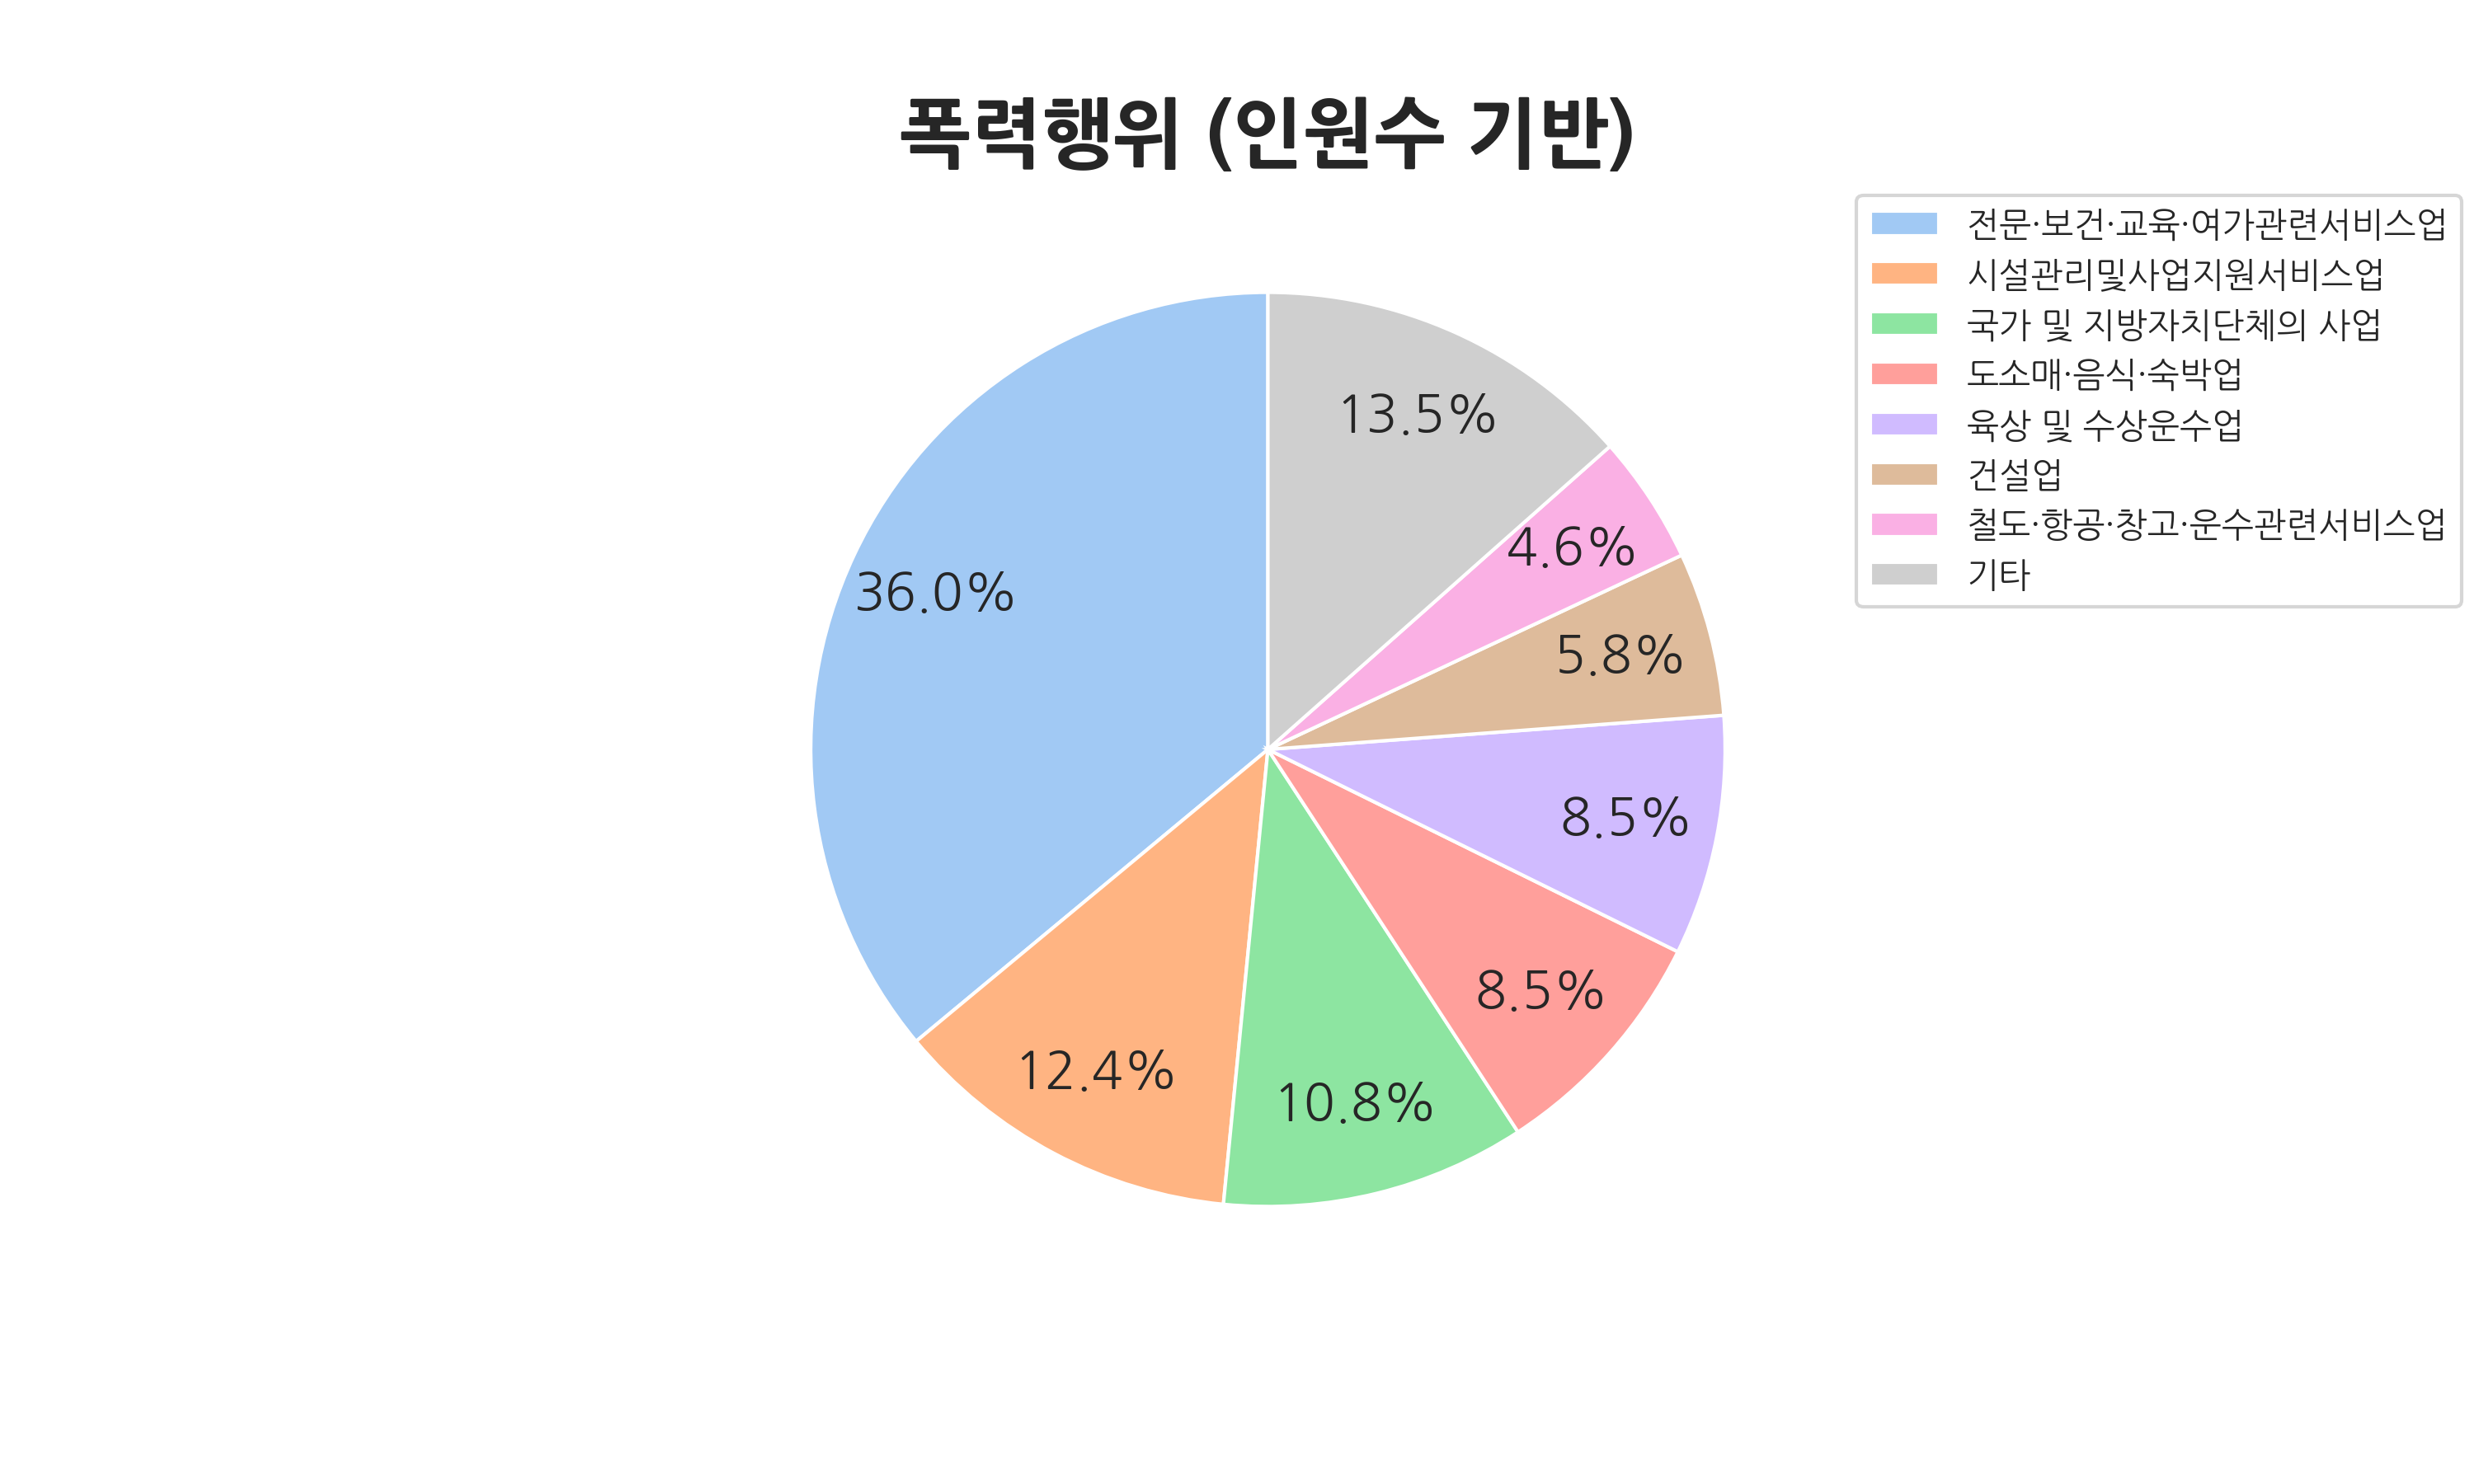 폭력행위 (인원수 기반)
전문·보건·교육·여가관련서비스업
시설관리및사업지원서비스업
국가 및 지방자치단체의 사업
도소매·음식·숙박업
육상 및 수상운수업
건설업
철도·항공·창고·운수관련서비스업
기타
13.5%
4.6%
36.0%
5.8%
8.5%
8.5%
12.4%
10.8%